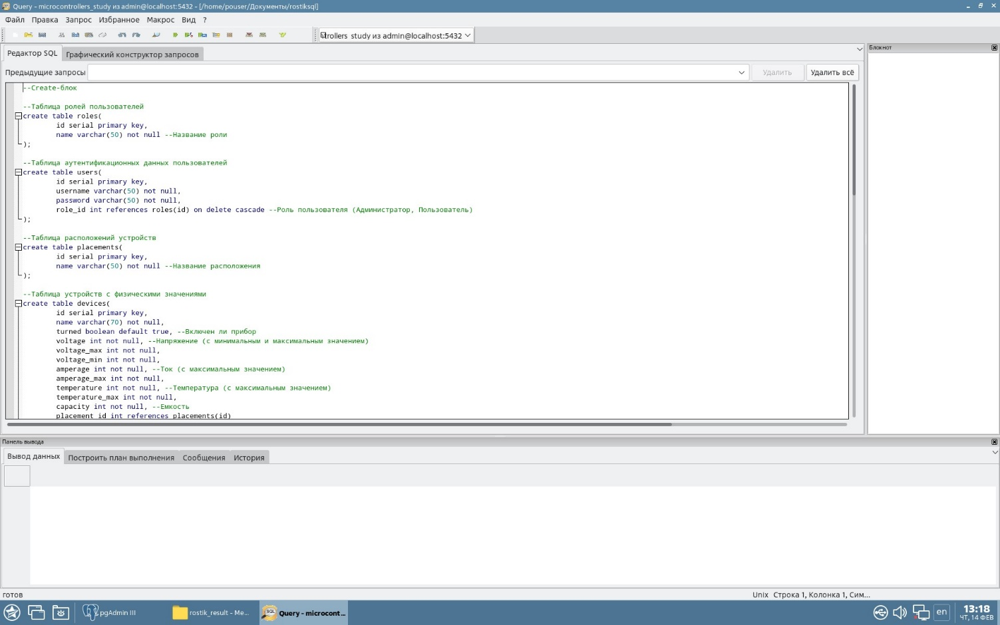 Query - microcontrollers_study из admin@localhost:5432 - [/home/pouser/Документы/rostiksql]
Файл Правка Запрос Избранное Макрос Вид ?
trollers_study из admin@localhost:5432
Редактор SQL Графический конструктор запросов
Блокнот
Предыдущие запросы Удалить Удалить всё
--Create-блок
--Таблица ролей пользователей
create table roles(
id serial primary key,
name varchar(50) not null --Название роли
);
--Таблица аутентификационных данных пользователей
create table users(
id serial primary key,
username varchar(50) not null,
password varchar(50) not null,
role_id int references roles(id) on delete cascade --Роль пользователя (Администратор, Пользователь)
);
--Таблица расположений устройств
create table placements(
id serial primary key,
name varchar(50) not null --Название расположения
);
--Таблица устройств с физическими значениями
create table devices(
id serial primary key,
name varchar(70) not null,
turned boolean default true, --Включен ли прибор
voltage int not null, --Напряжение (с минимальным и максимальным значением)
voltage_max int not null,
voltage_min int not null,
amperage int not null, --Ток (с максимальным значением)
amperage_max int not null,
temperature int not null, --Температура (с максимальным значением)
temperature_max int not null,
capacity int not null, --Емкость
placement_id int references placements(id)
Панель вывода
Вывод данных Построить план выполнения Сообщения История
готов
Unix Строка 1, Колонка 1, Сим...
pgAdmin III
rostik_result - Me...
SQL
Query - microcont...
en
13:18
ЧТ, 14 ФЕВ